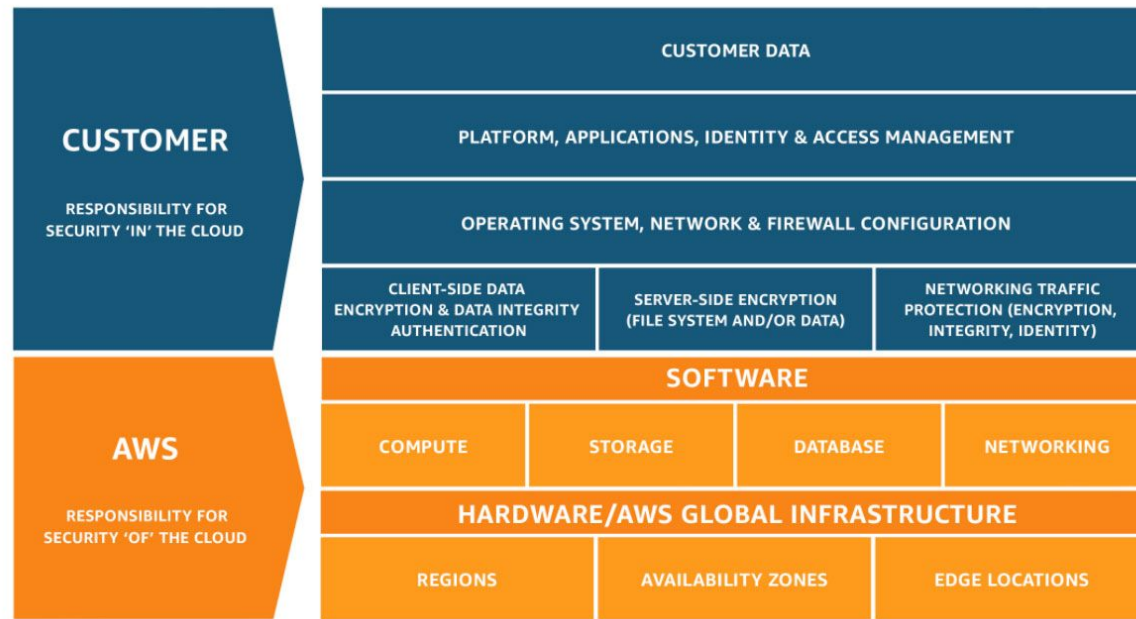 CUSTOMER
RESPONSIBILITY FOR
SECURITY ‘IN’ THE CLOUD
CUSTOMER DATA
PLATFORM, APPLICATIONS, IDENTITY & ACCESS MANAGEMENT
OPERATING SYSTEM, NETWORK & FIREWALL CONFIGURATION
CLIENT-SIDE DATA
ENCRYPTION & DATA INTEGRITY
AUTHENTICATION
SERVER-SIDE ENCRYPTION
(FILE SYSTEM AND/OR DATA)
NETWORKING TRAFFIC
PROTECTION (ENCRYPTION,
INTEGRITY, IDENTITY)
AWS
RESPONSIBILITY FOR
SECURITY ‘OF’ THE CLOUD
SOFTWARE
COMPUTE
STORAGE
DATABASE
NETWORKING
HARDWARE/AWS GLOBAL INFRASTRUCTURE
REGIONS
AVAILABILITY ZONES
EDGE LOCATIONS